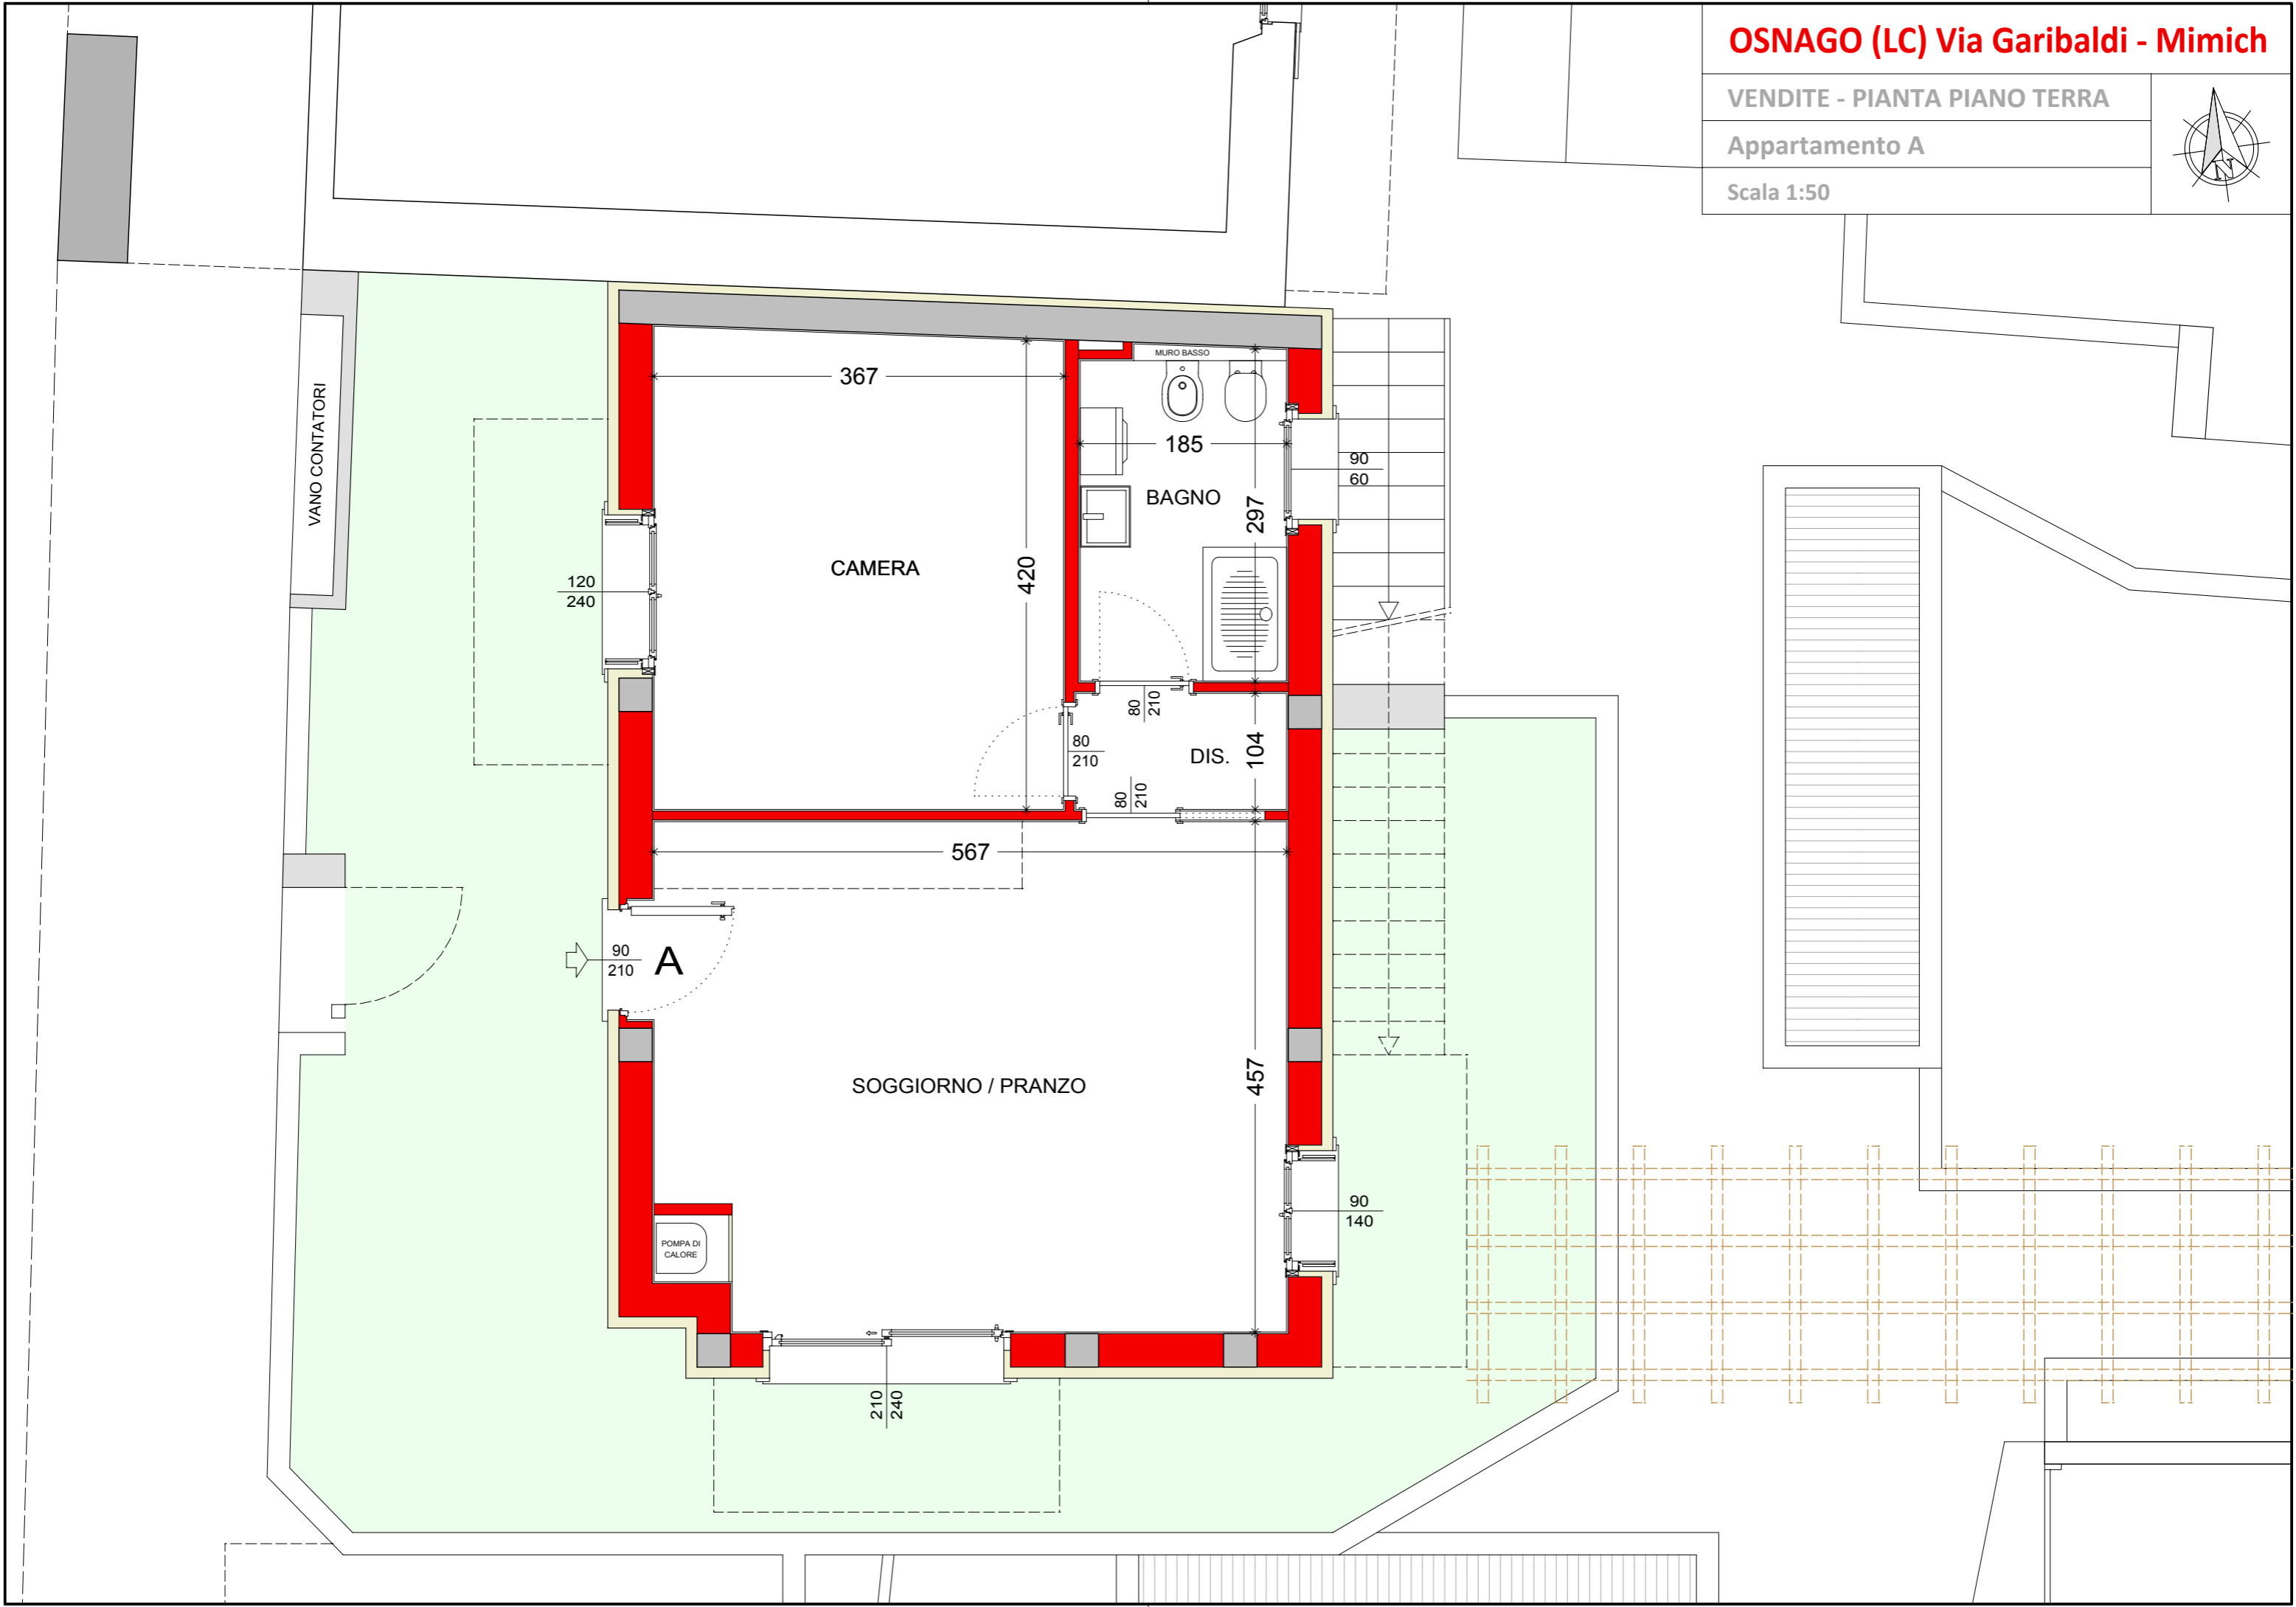 OSNAGO (LC) Via Garibaldi - Mimich
VENDITE - PIANTA PIANO TERRA
Appartamento A
Scala 1:50
N
MURO BASSO
367
185
90
60
BAGNO
297
VANO CONTATORI
CAMERA
420
120
240
80
210
80
210
DIS.
104
80
210
567
90
210
A
SOGGIORNO / PRANZO
457
90
140
POMPA DI
CALORE
210
240